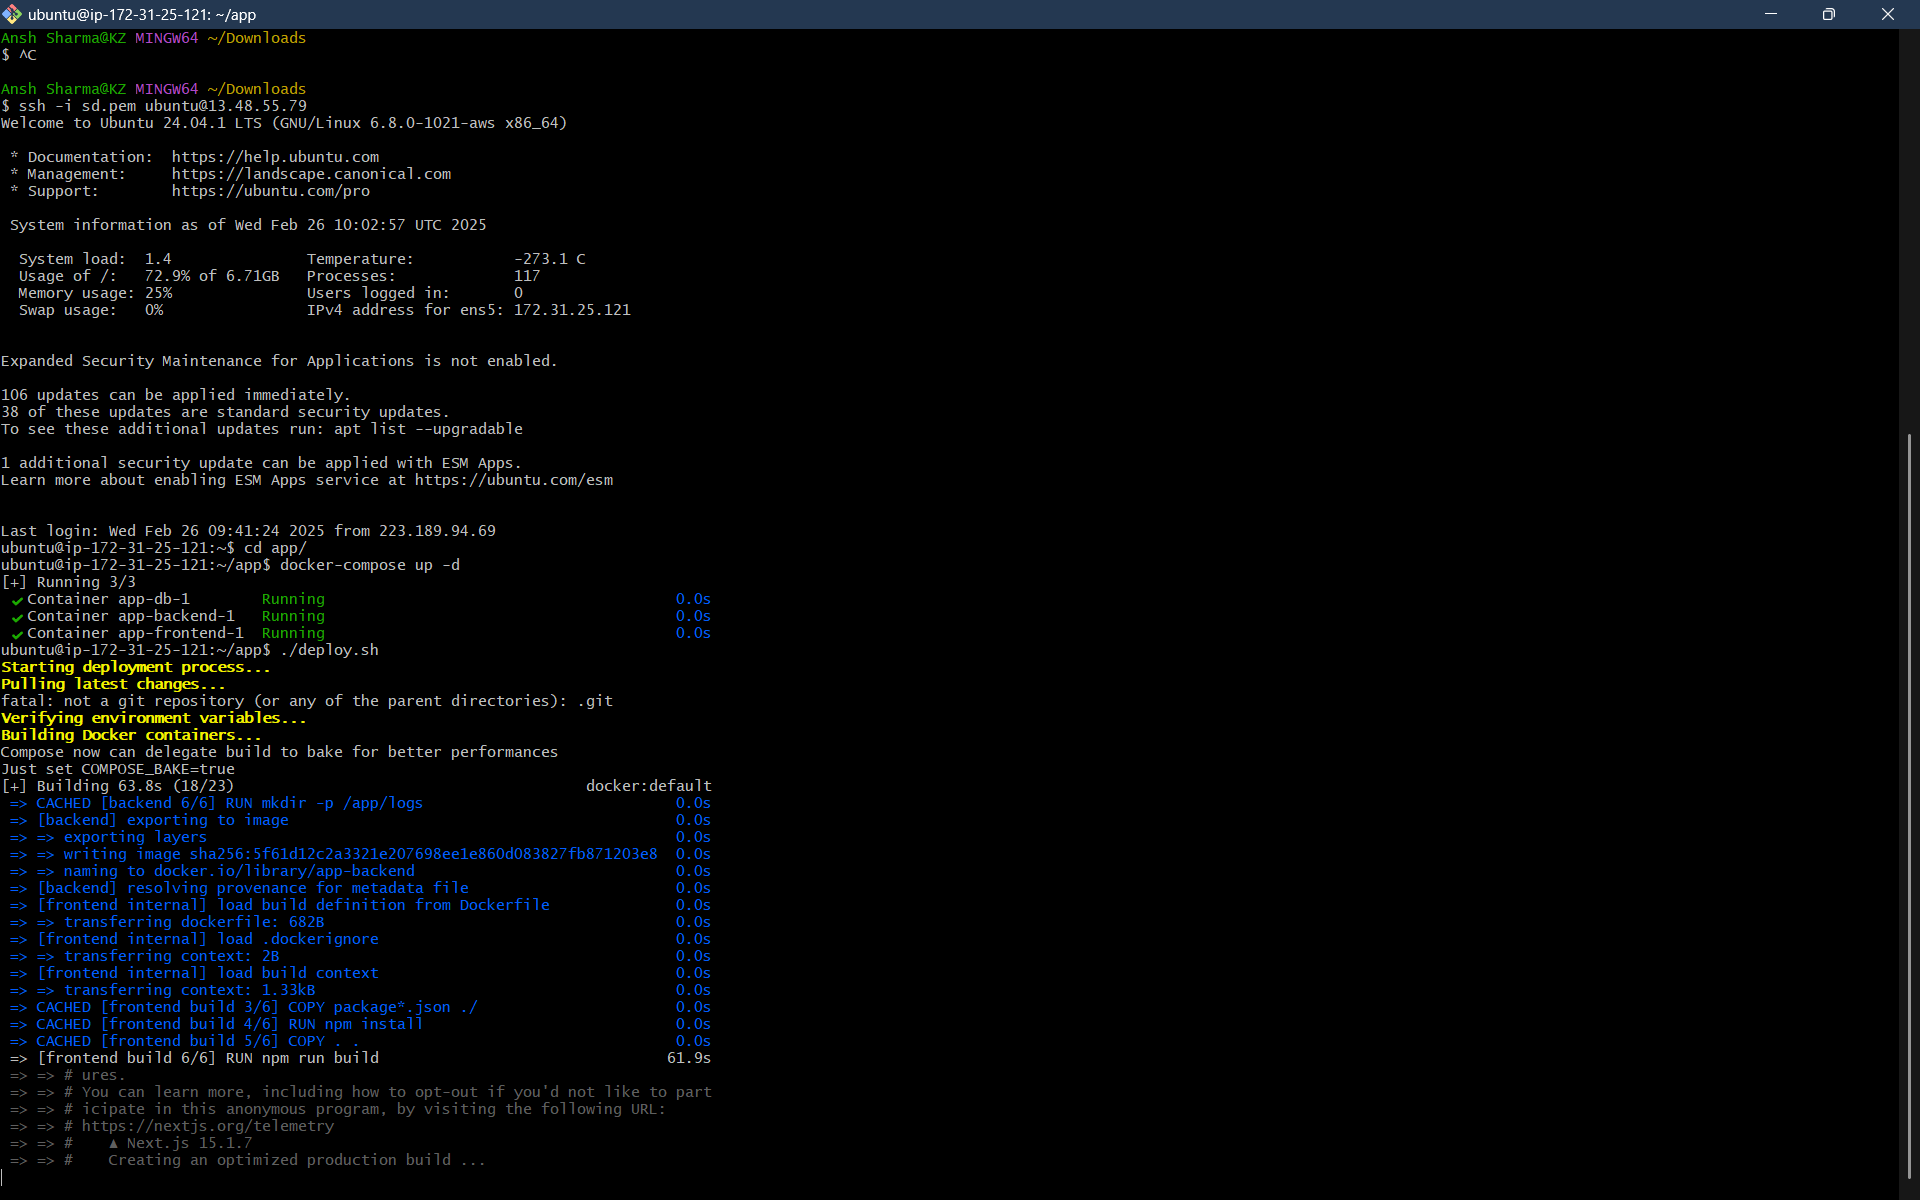 ubuntu@ip-172-31-25-121: ~/app
Ansh Sharma@KZ MINGW64 ~/Downloads
$ ^C
Ansh Sharma@KZ MINGW64 ~/Downloads
$ ssh -i sd.pem ubuntu@13.48.55.79
Welcome to Ubuntu 24.04.1 LTS (GNU/Linux 6.8.0-1021-aws x86_64)
* Documentation:  https://help.ubuntu.com
* Management:     https://landscape.canonical.com
* Support:        https://ubuntu.com/pro
System information as of Wed Feb 26 10:02:57 UTC 2025
System load:  1.4               Temperature:           -273.1 C
Usage of /:   72.9% of 6.71GB   Processes:             117
Memory usage: 25%               Users logged in:       0
Swap usage:   0%                IPv4 address for ens5: 172.31.25.121
Expanded Security Maintenance for Applications is not enabled.
106 updates can be applied immediately.
38 of these updates are standard security updates.
To see these additional updates run: apt list --upgradable
1 additional security update can be applied with ESM Apps.
Learn more about enabling ESM Apps service at https://ubuntu.com/esm
Last login: Wed Feb 26 09:41:24 2025 from 223.189.94.69
ubuntu@ip-172-31-25-121:~$ cd app/
ubuntu@ip-172-31-25-121:~/app$ docker-compose up -d
[+] Running 3/3
✔ Container app-db-1        Running 0.0s
✔ Container app-backend-1   Running 0.0s
✔ Container app-frontend-1  Running 0.0s
ubuntu@ip-172-31-25-121:~/app$ ./deploy.sh
Starting deployment process...
Pulling latest changes...
fatal: not a git repository (or any of the parent directories): .git
Verifying environment variables...
Building Docker containers...
Compose now can delegate build to bake for better performances
Just set COMPOSE_BAKE=true
[+] Building 63.8s (18/23) docker:default
=> CACHED [backend 6/6] RUN mkdir -p /app/logs 0.0s
=> [backend] exporting to image 0.0s
=> => exporting layers 0.0s
=> => writing image sha256:5f61d12c2a3321e207698ee1e860d083827fb871203e8 0.0s
=> => naming to docker.io/library/app-backend 0.0s
=> [backend] resolving provenance for metadata file 0.0s
=> [frontend internal] load build definition from Dockerfile 0.0s
=> => transferring dockerfile: 682B 0.0s
=> [frontend internal] load .dockerignore 0.0s
=> => transferring context: 2B 0.0s
=> [frontend internal] load build context 0.0s
=> => transferring context: 1.33kB 0.0s
=> CACHED [frontend build 3/6] COPY package*.json ./ 0.0s
=> CACHED [frontend build 4/6] RUN npm install 0.0s
=> CACHED [frontend build 5/6] COPY . . 0.0s
=> [frontend build 6/6] RUN npm run build 61.9s
=> => # ures.
=> => # You can learn more, including how to opt-out if you'd not like to part
=> => # icipate in this anonymous program, by visiting the following URL:
=> => # https://nextjs.org/telemetry
=> => #    ▲ Next.js 15.1.7
=> => #    Creating an optimized production build ...